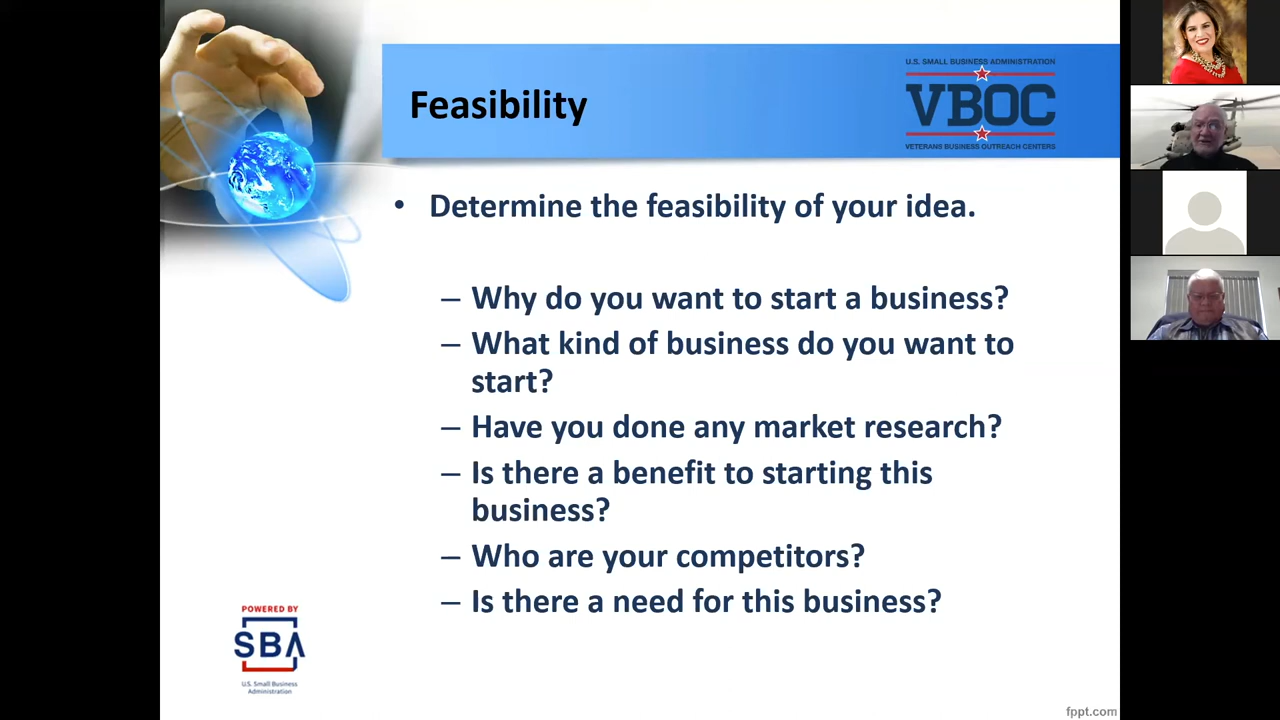 Feasibility
U.S. SMALL BUSINESS ADMINISTRATION
VBOC
VETERANS BUSINESS OUTREACH CENTERS
• Determine the feasibility of your idea.
– Why do you want to start a business?
– What kind of business do you want to
start?
– Have you done any market research?
– Is there a benefit to starting this
business?
– Who are your competitors?
– Is there a need for this business?
POWERED BY
SBA
U.S. Small Business
Administration
fppt.com